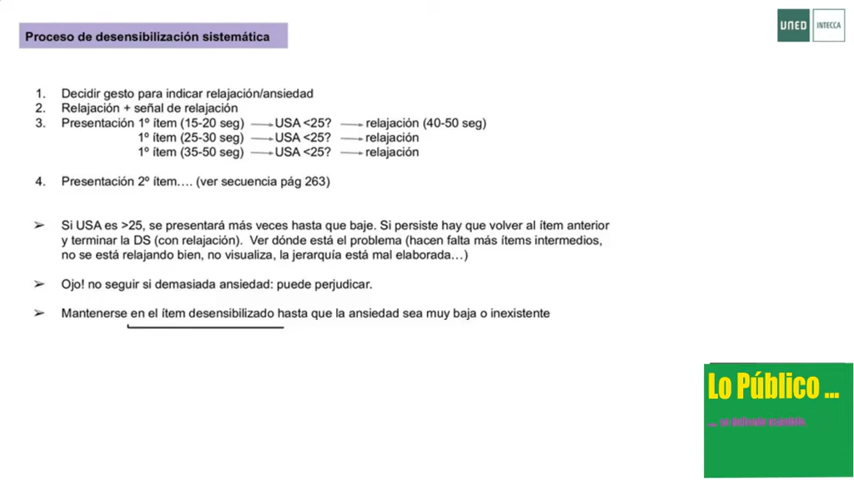 Proceso de desensibilización sistemática
UNED
INTECCA
1. Decidir gesto para indicar relajación/ansiedad
2. Relajación + señal de relajación
3. Presentación 1º ítem (15-20 seg) → USA <25? → relajación (40-50 seg)
1º ítem (25-30 seg) → USA <25? → relajación
1º ítem (35-50 seg) → USA <25? → relajación
4. Presentación 2º ítem…. (ver secuencia pág 263)
➢ Si USA es >25, se presentará más veces hasta que baje. Si persiste hay que volver al ítem anterior
y terminar la DS (con relajación). Ver dónde está el problema (hacen falta más ítems intermedios,
no se está relajando bien, no visualiza, la jerarquía está mal elaborada…)
➢ Ojo! no seguir si demasiada ansiedad: puede perjudicar.
➢ Mantenerse en el ítem desensibilizado hasta que la ansiedad sea muy baja o inexistente
Lo Público ...